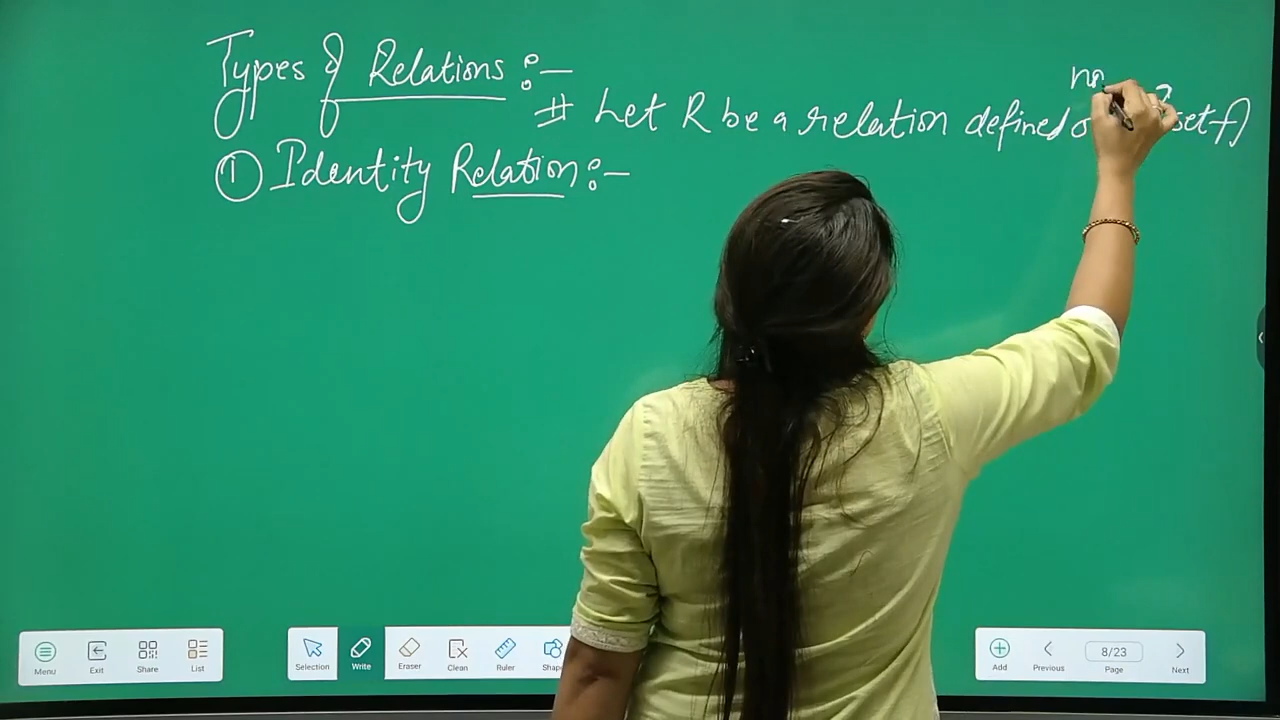 Types of Relations :-
# Let R be a relation defined set A
① Identity Relation :-
Menu
Exit
Share
List
Selection
Write
Eraser
Clean
Ruler
Add
Previous
8/23
Page
Next